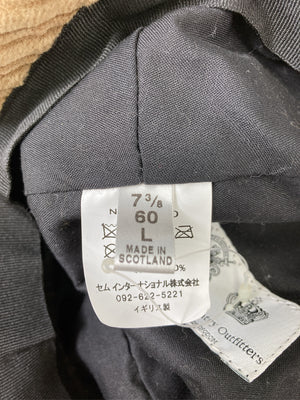 7 3/8
60
L
MADE IN
SCOTLAND
0%
セム インターナショナル株式会社
092-622-5221
イギリス製
Outfitters